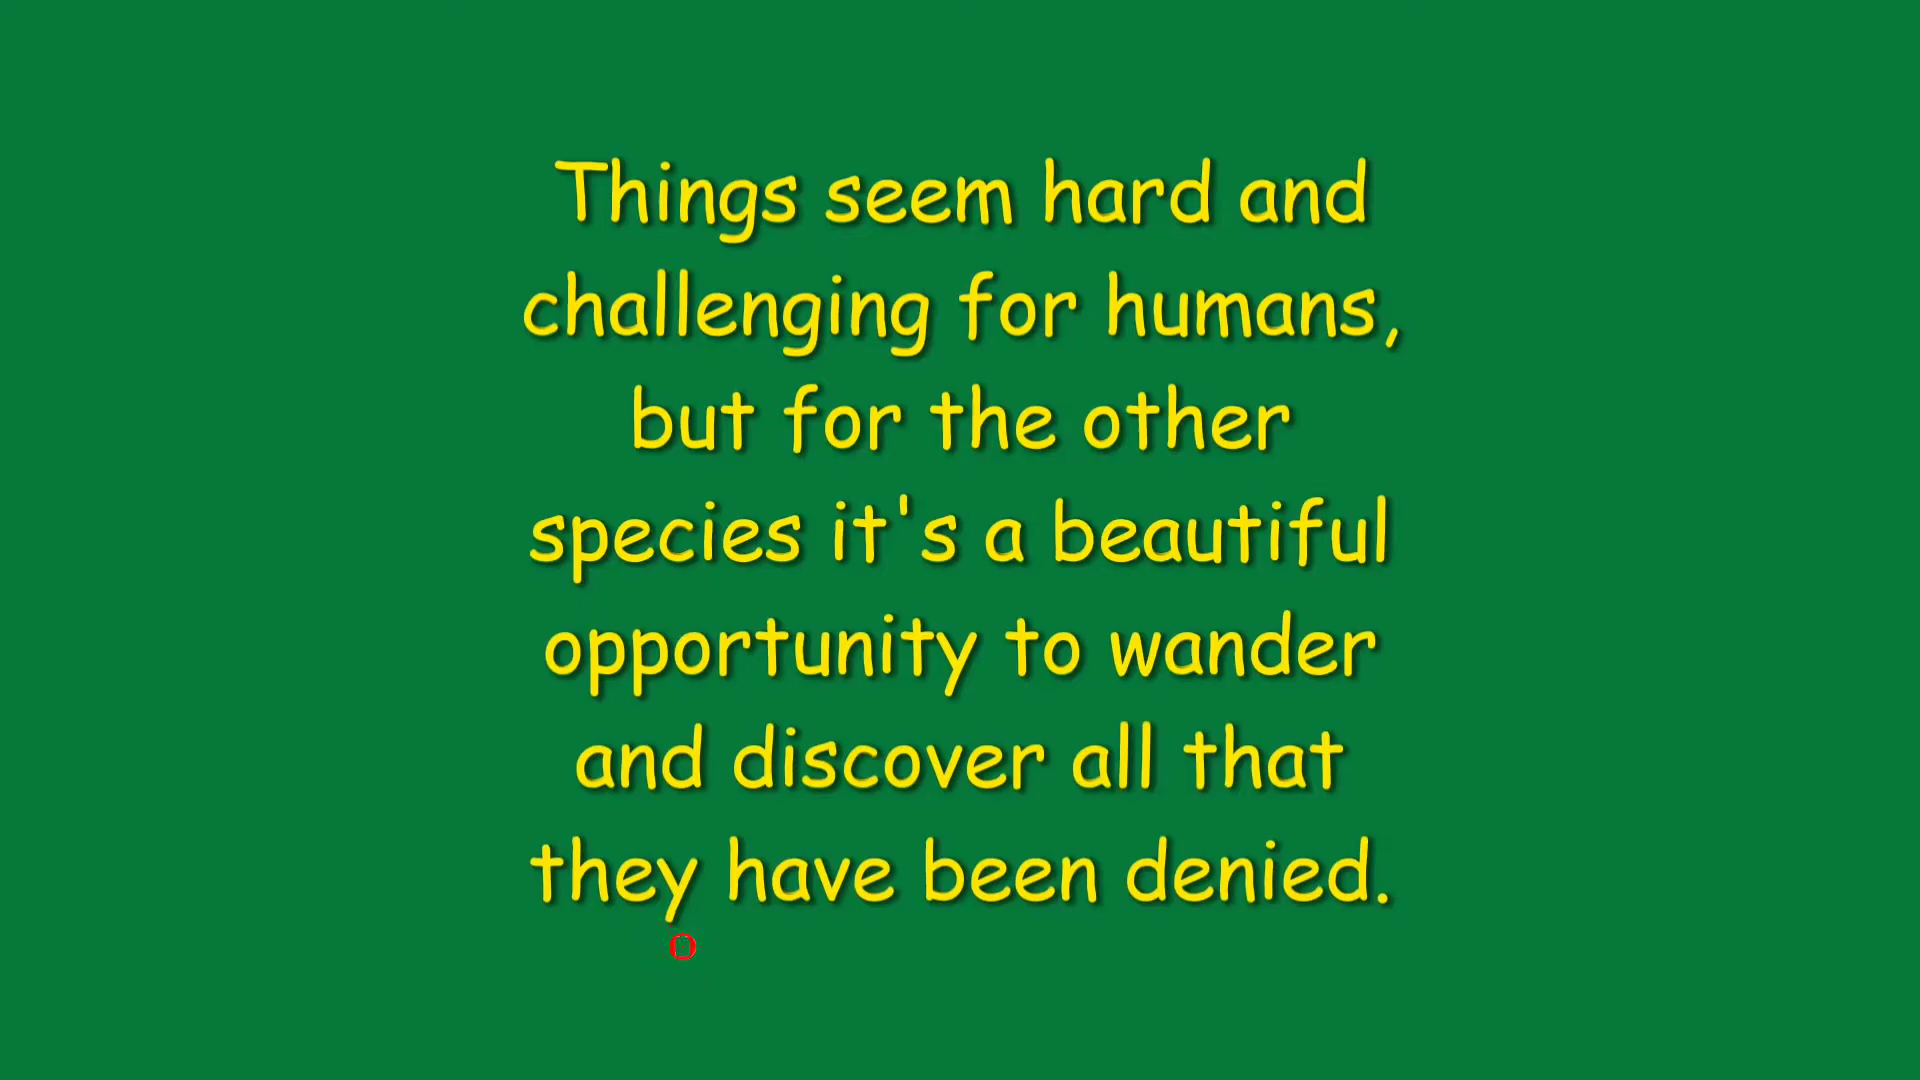 Things seem hard and
challenging for humans,
but for the other
species it's a beautiful
opportunity to wander
and discover all that
they have been denied.
O